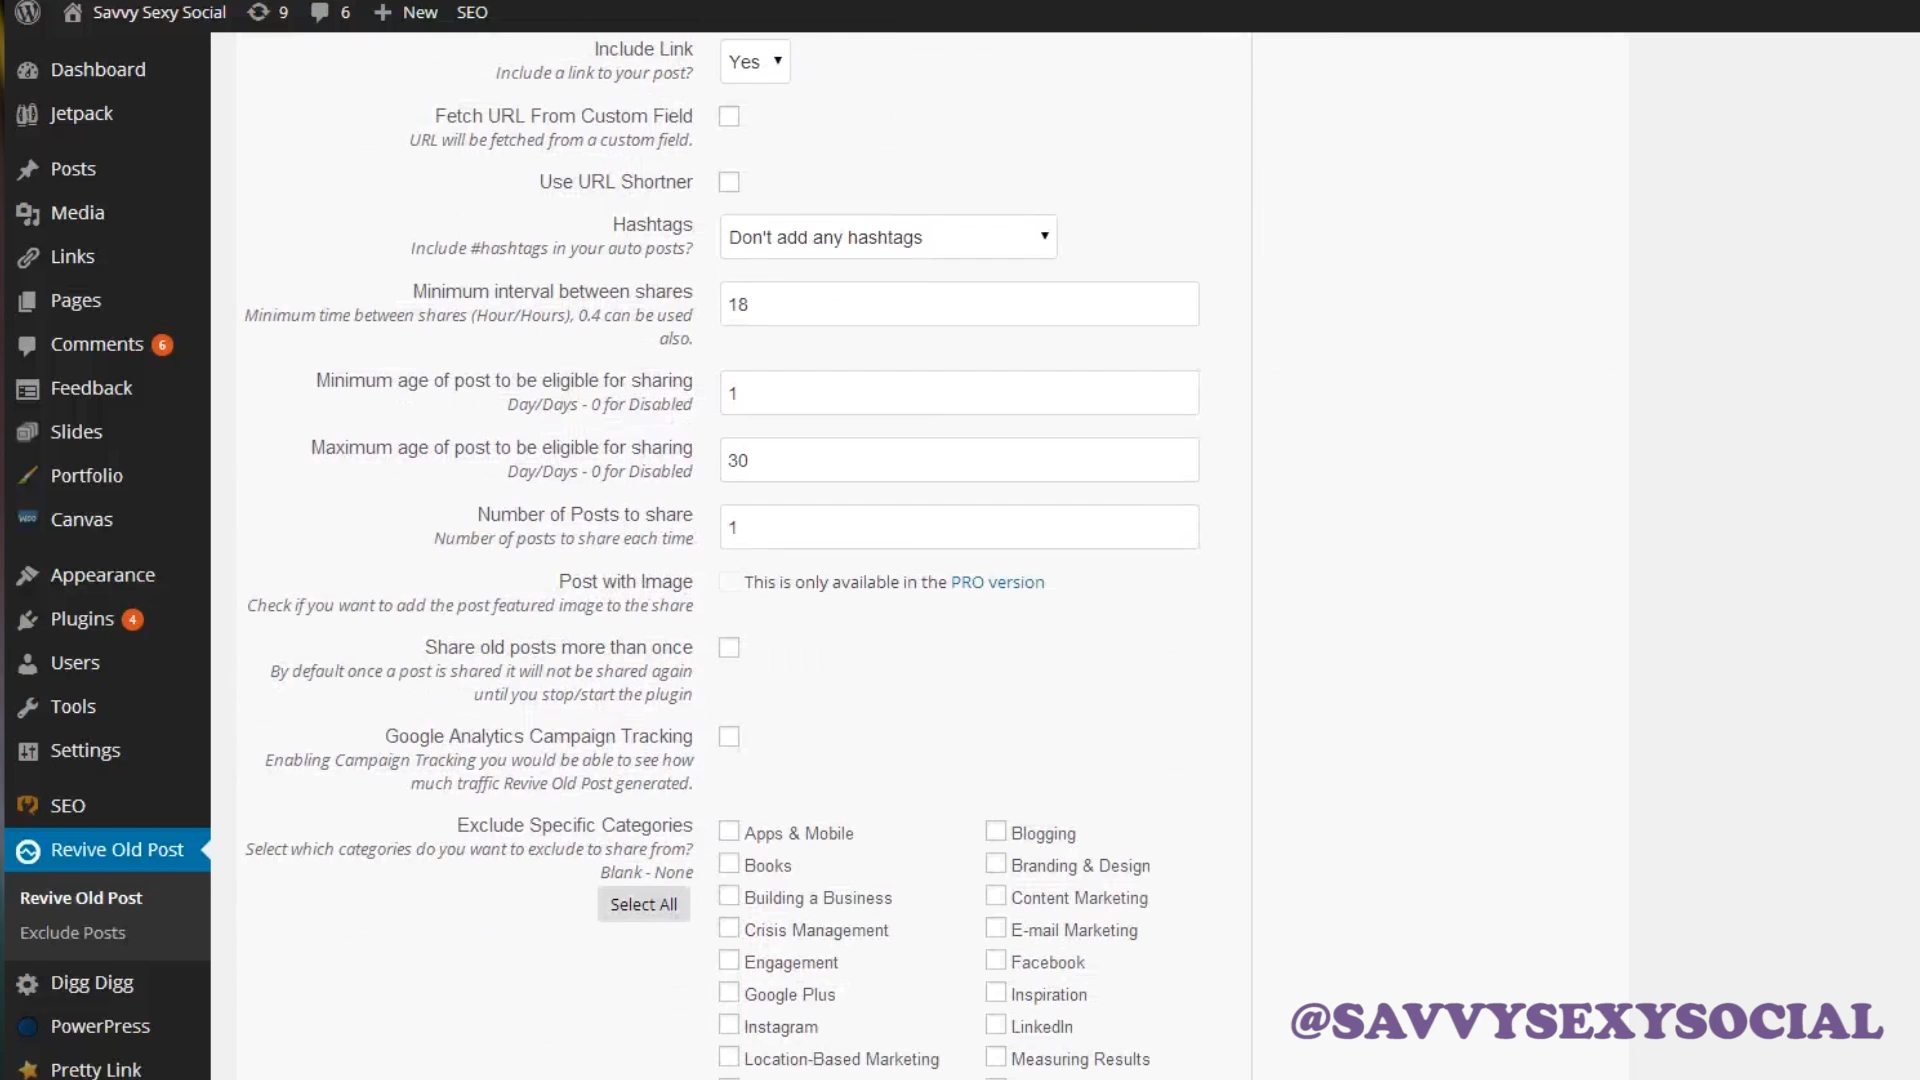 Savvy Sexy Social 9 6 New SEO
Dashboard
Jetpack
Posts
Media
Links
Pages
Comments 6
Feedback
Slides
Portfolio
Canvas
Appearance
Plugins 4
Users
Tools
Settings
SEO
Revive Old Post
Revive Old Post
Exclude Posts
Digg Digg
PowerPress
Pretty Link
Include Link
Include a link to your post?
Yes
Fetch URL From Custom Field
URL will be fetched from a custom field.
Use URL Shortner
Hashtags
Include #hashtags in your auto posts?
Don't add any hashtags
Minimum interval between shares
Minimum time between shares (Hour/Hours), 0.4 can be used
also.
18
Minimum age of post to be eligible for sharing
Day/Days - 0 for Disabled
1
Maximum age of post to be eligible for sharing
Day/Days - 0 for Disabled
30
Number of Posts to share
Number of posts to share each time
1
Post with Image
Check if you want to add the post featured image to the share
This is only available in the PRO version
Share old posts more than once
By default once a post is shared it will not be shared again
until you stop/start the plugin
Google Analytics Campaign Tracking
Enabling Campaign Tracking you would be able to see how
much traffic Revive Old Post generated.
Exclude Specific Categories
Select which categories do you want to exclude to share from?
Blank - None
Select All
Apps & Mobile
Books
Building a Business
Crisis Management
Engagement
Google Plus
Instagram
Location-Based Marketing
Blogging
Branding & Design
Content Marketing
E-mail Marketing
Facebook
Inspiration
LinkedIn
Measuring Results
@SAVVYSEXYSOCIAL